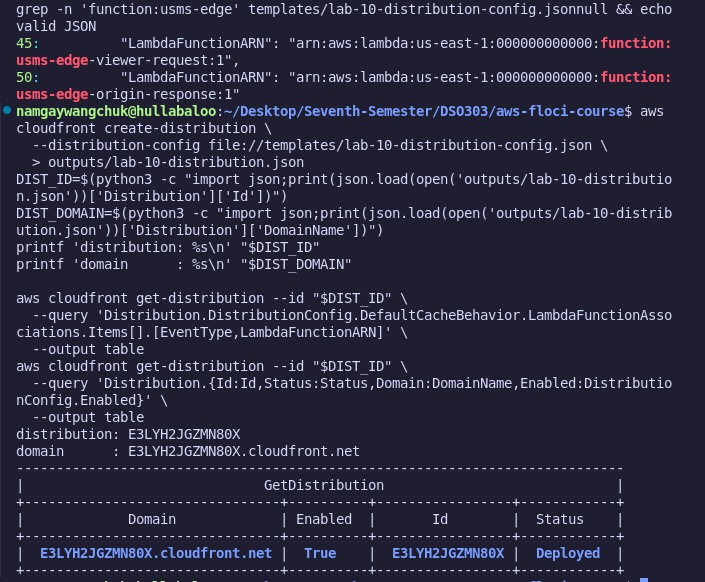 grep -n 'function:usms-edge' templates/lab-10-distribution-config.jsonnull && echo
valid JSON
45:          "LambdaFunctionARN": "arn:aws:lambda:us-east-1:000000000000:function:
usms-edge-viewer-request:1",
50:          "LambdaFunctionARN": "arn:aws:lambda:us-east-1:000000000000:function:
usms-edge-origin-response:1"
namgaywangchuk@hullabaloo:~/Desktop/Seventh-Semester/DSO303/aws-floci-course$ aws
cloudfront create-distribution \
  --distribution-config file://templates/lab-10-distribution-config.json \
  > outputs/lab-10-distribution.json
DIST_ID=$(python3 -c "import json;print(json.load(open('outputs/lab-10-distributio
n.json'))['Distribution']['Id'])")
DIST_DOMAIN=$(python3 -c "import json;print(json.load(open('outputs/lab-10-distrib
ution.json'))['Distribution']['DomainName'])")
printf 'distribution: %s\n' "$DIST_ID"
printf 'domain      : %s\n' "$DIST_DOMAIN"

aws cloudfront get-distribution --id "$DIST_ID" \
  --query 'Distribution.DistributionConfig.DefaultCacheBehavior.LambdaFunctionAsso
ciations.Items[].[EventType,LambdaFunctionARN]' \
  --output table
aws cloudfront get-distribution --id "$DIST_ID" \
  --query 'Distribution.{Id:Id,Status:Status,Domain:DomainName,Enabled:Distributio
nConfig.Enabled}' \
  --output table
distribution: E3LYH2JGZMN80X
domain      : E3LYH2JGZMN80X.cloudfront.net
---------------------------------------------------------------------------
|                             GetDistribution                             |
+--------------------------------+----------+-----------------+-----------+
|             Domain             | Enabled  |       Id        |  Status   |
+--------------------------------+----------+-----------------+-----------+
|  E3LYH2JGZMN80X.cloudfront.net |  True    |  E3LYH2JGZMN80X |  Deployed |
+--------------------------------+----------+-----------------+-----------+